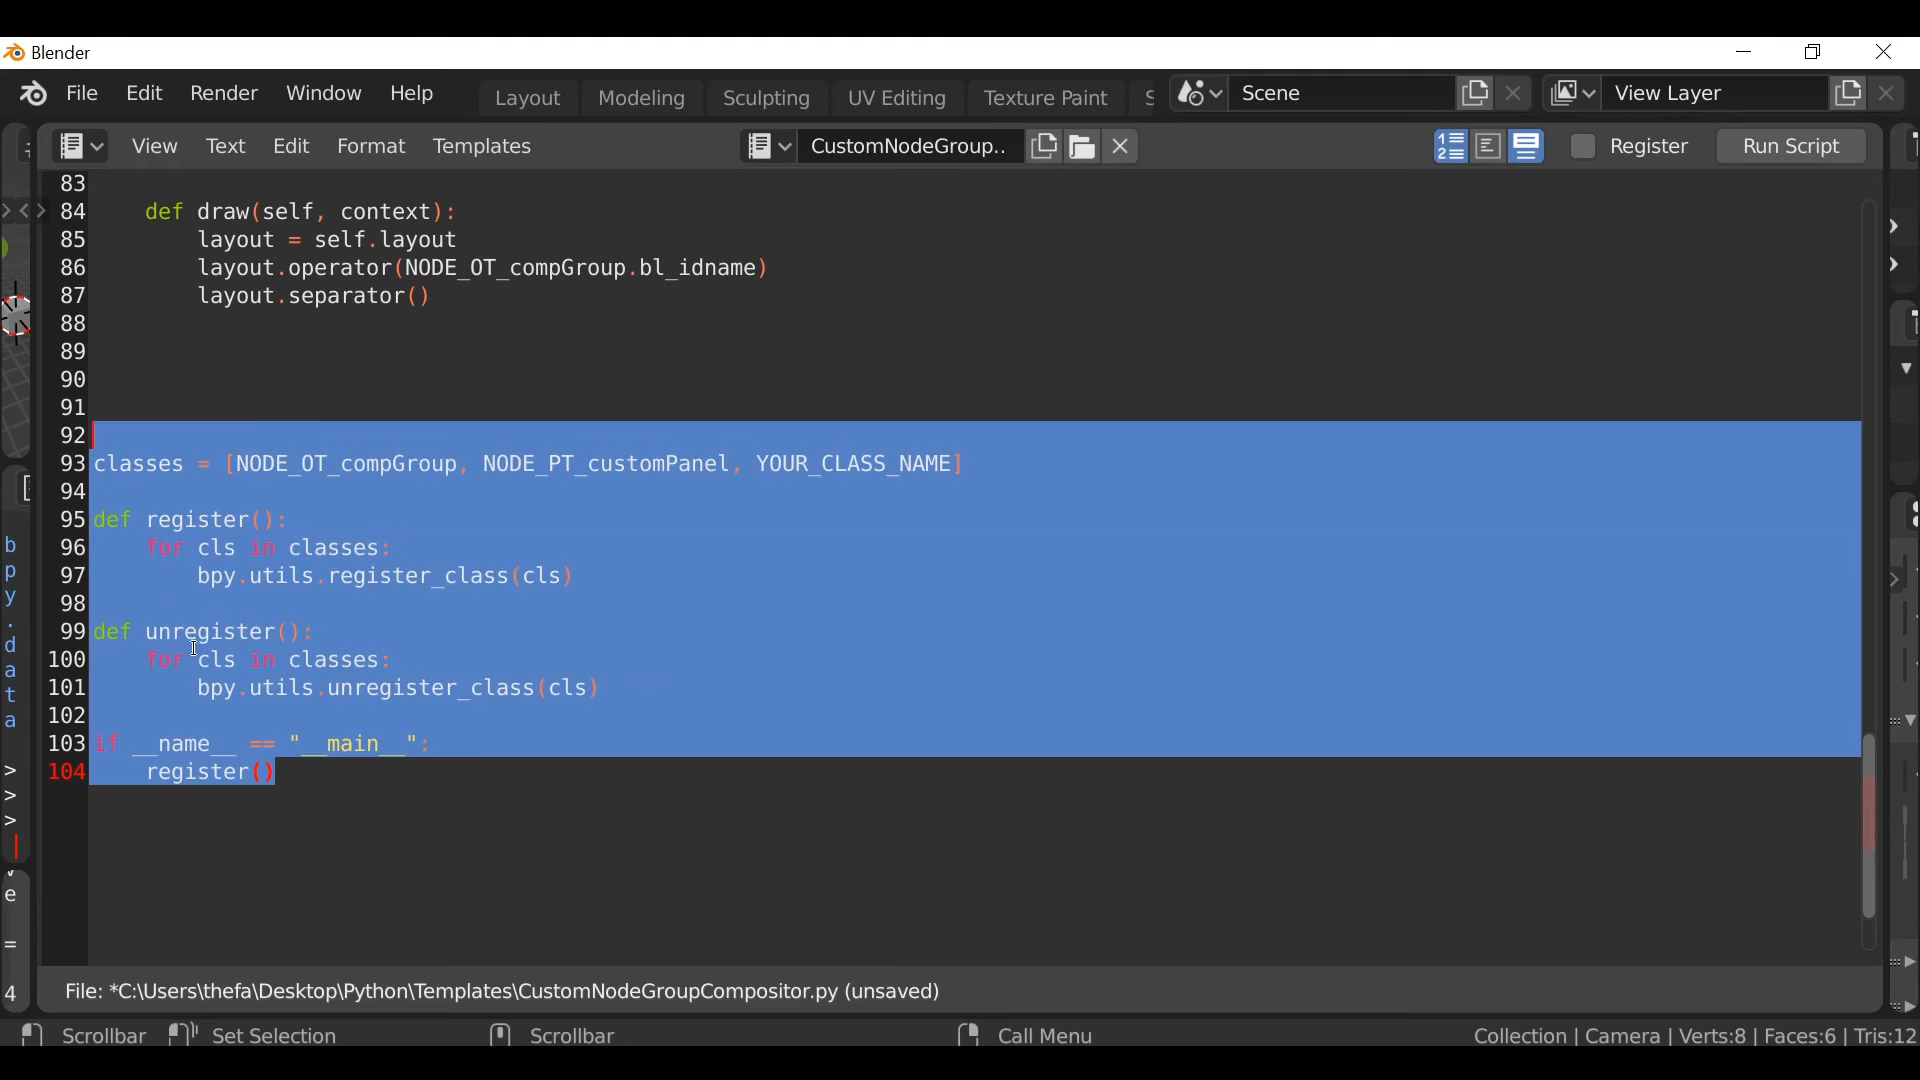 Blender
File Edit Render Window Help Layout Modeling Sculpting UV Editing Texture Paint S Scene View Layer
View Text Edit Format Templates CustomNodeGroup.. Register Run Script
83
84 def draw(self, context):
85 layout = self.layout
86 layout.operator(NODE_OT_compGroup.bl_idname)
87 layout.separator()
88
89
90
91
92
93 classes = [NODE_OT_compGroup, NODE_PT_customPanel, YOUR_CLASS_NAME]
94
95 def register():
96 for cls in classes:
97 bpy.utils.register_class(cls)
98
99 def unregister():
100 for cls in classes:
101 bpy.utils.unregister_class(cls)
102
103 if __name__ == "__main__":
104 register()
b
p
y
.
d
a
t
a
>
>
>
v
e
=
4
File: *C:\Users\thefa\Desktop\Python\Templates\CustomNodeGroupCompositor.py (unsaved)
Scrollbar Set Selection Scrollbar Call Menu Collection | Camera | Verts:8 | Faces:6 | Tris:12